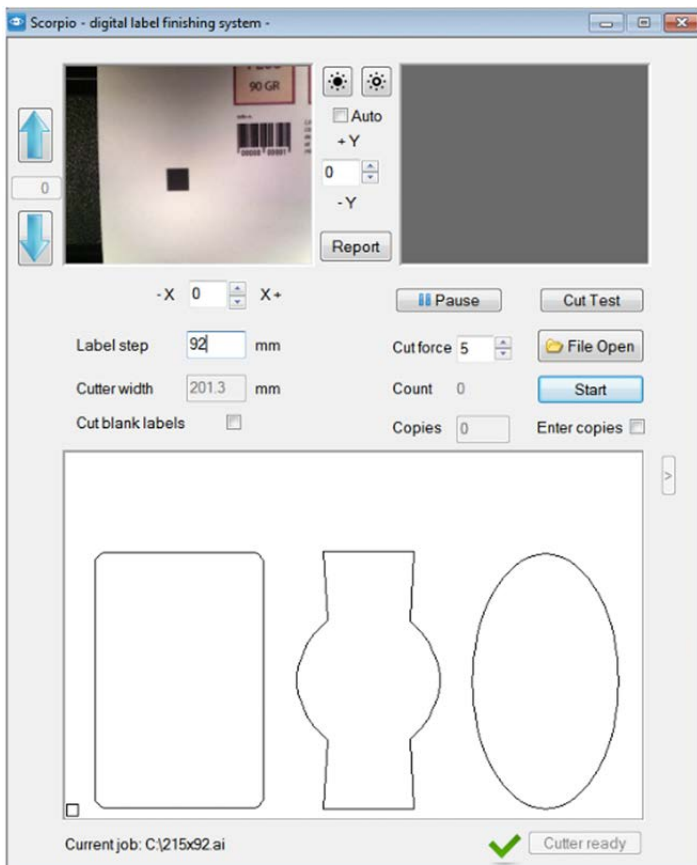 Scorpio - digital label finishing system -
90 GR
Auto
+ Y
0
0
- Y
Report
- X 0 X +
Pause
Cut Test
Label step 92 mm
Cut force 5
File Open
Cutter width 201.3 mm
Count 0
Start
Cut blank labels
Copies 0
Enter copies
>
Current job: C:\215x92.ai
Cutter ready